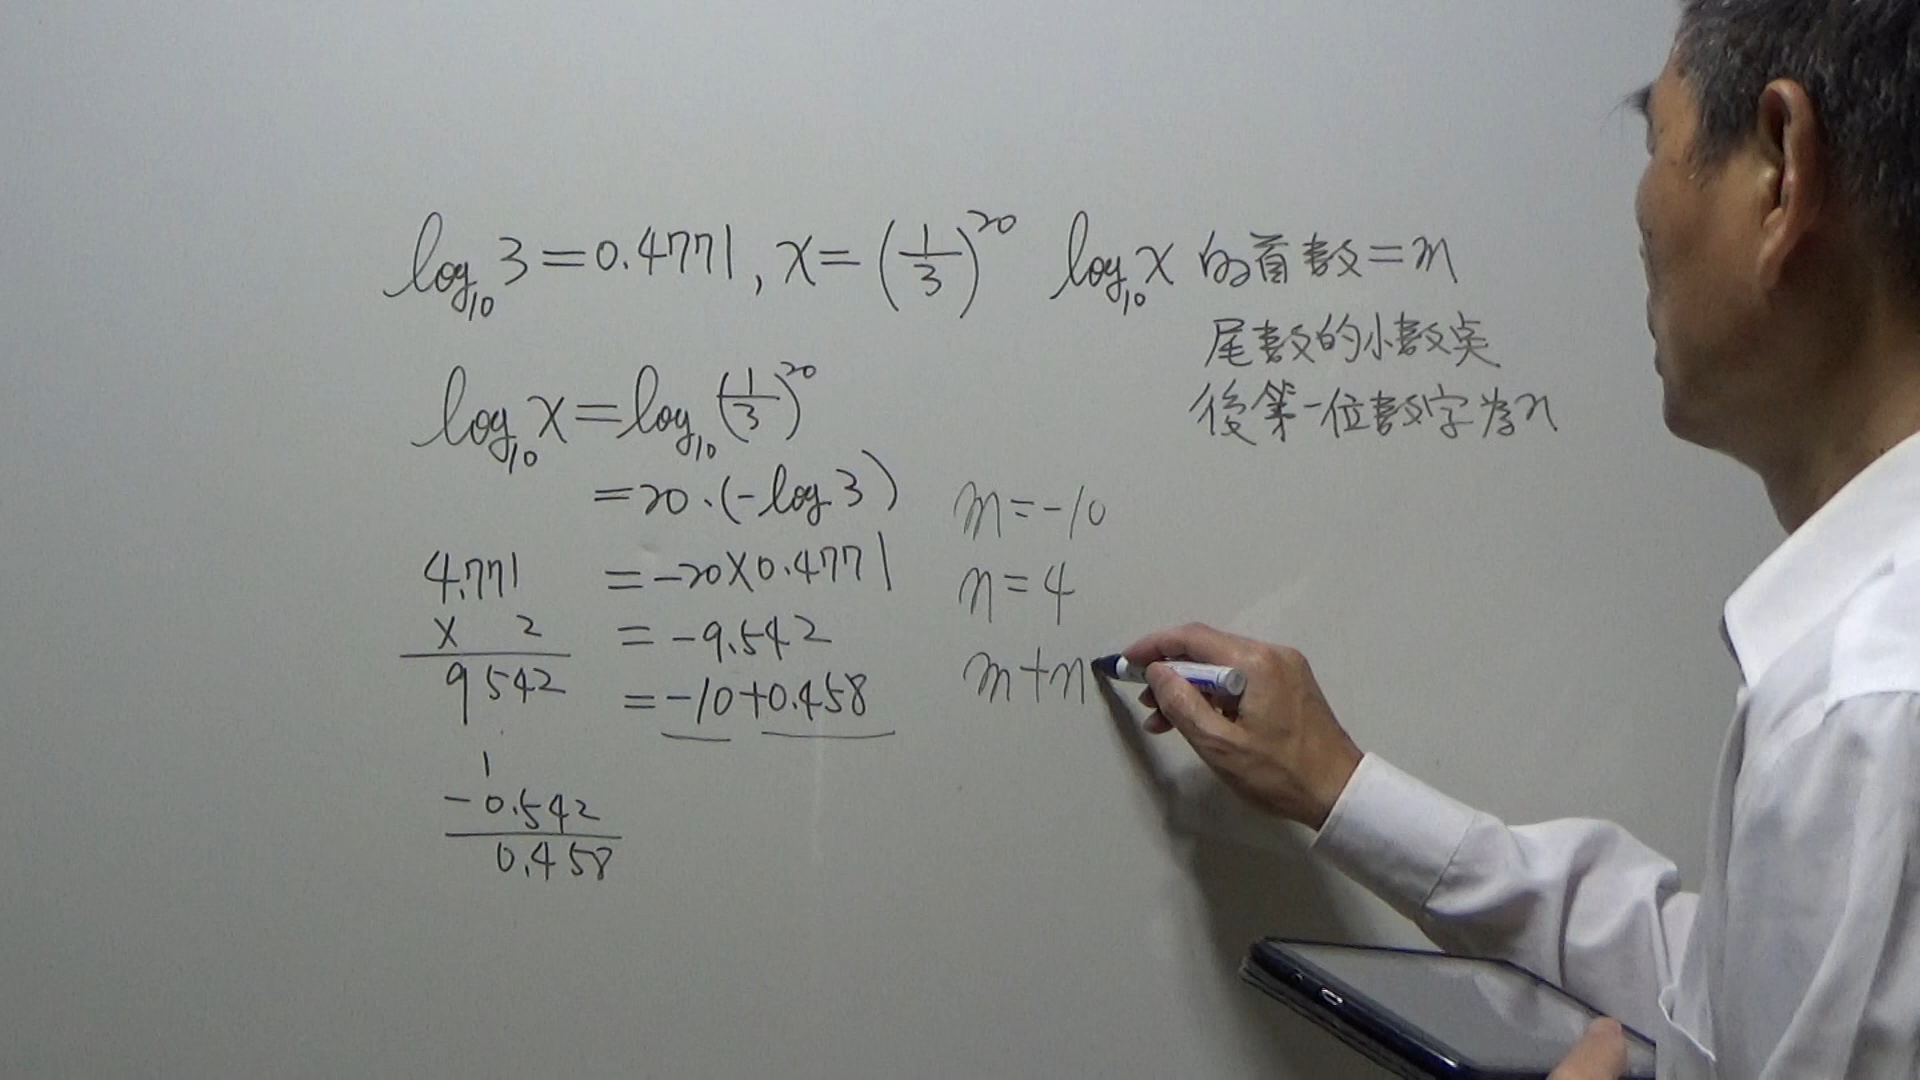 log₁₀3=0.4771, x=(1/3)²⁰ log₁₀x 的首數=m
尾數的小數点
後第一位數字為n
log₁₀x=log₁₀(1/3)²⁰
=20·(-log3)
=-20×0.4771
=-9.542
=-10+0.458
4.771
× 2
9542
1
-0.542
0.458
m=-10
n=4
m+n